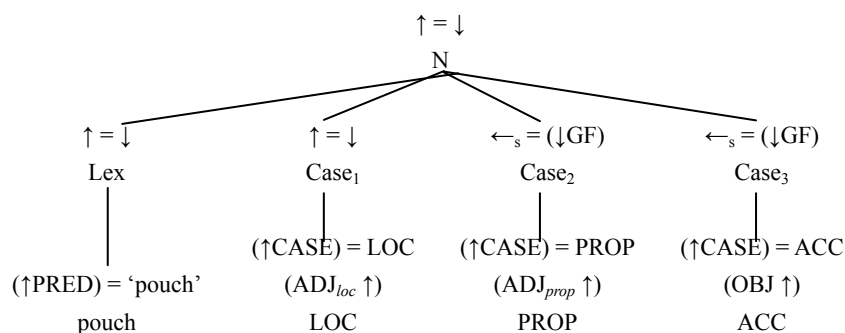 ↑ = ↓
N
↑ = ↓ ↑ = ↓ ←s = (↓GF) ←s = (↓GF)
Lex Case1 Case2 Case3
(↑CASE) = LOC (↑CASE) = PROP (↑CASE) = ACC
(↑PRED) = ‘pouch’ (ADJloc ↑) (ADJprop ↑) (OBJ ↑)
pouch LOC PROP ACC